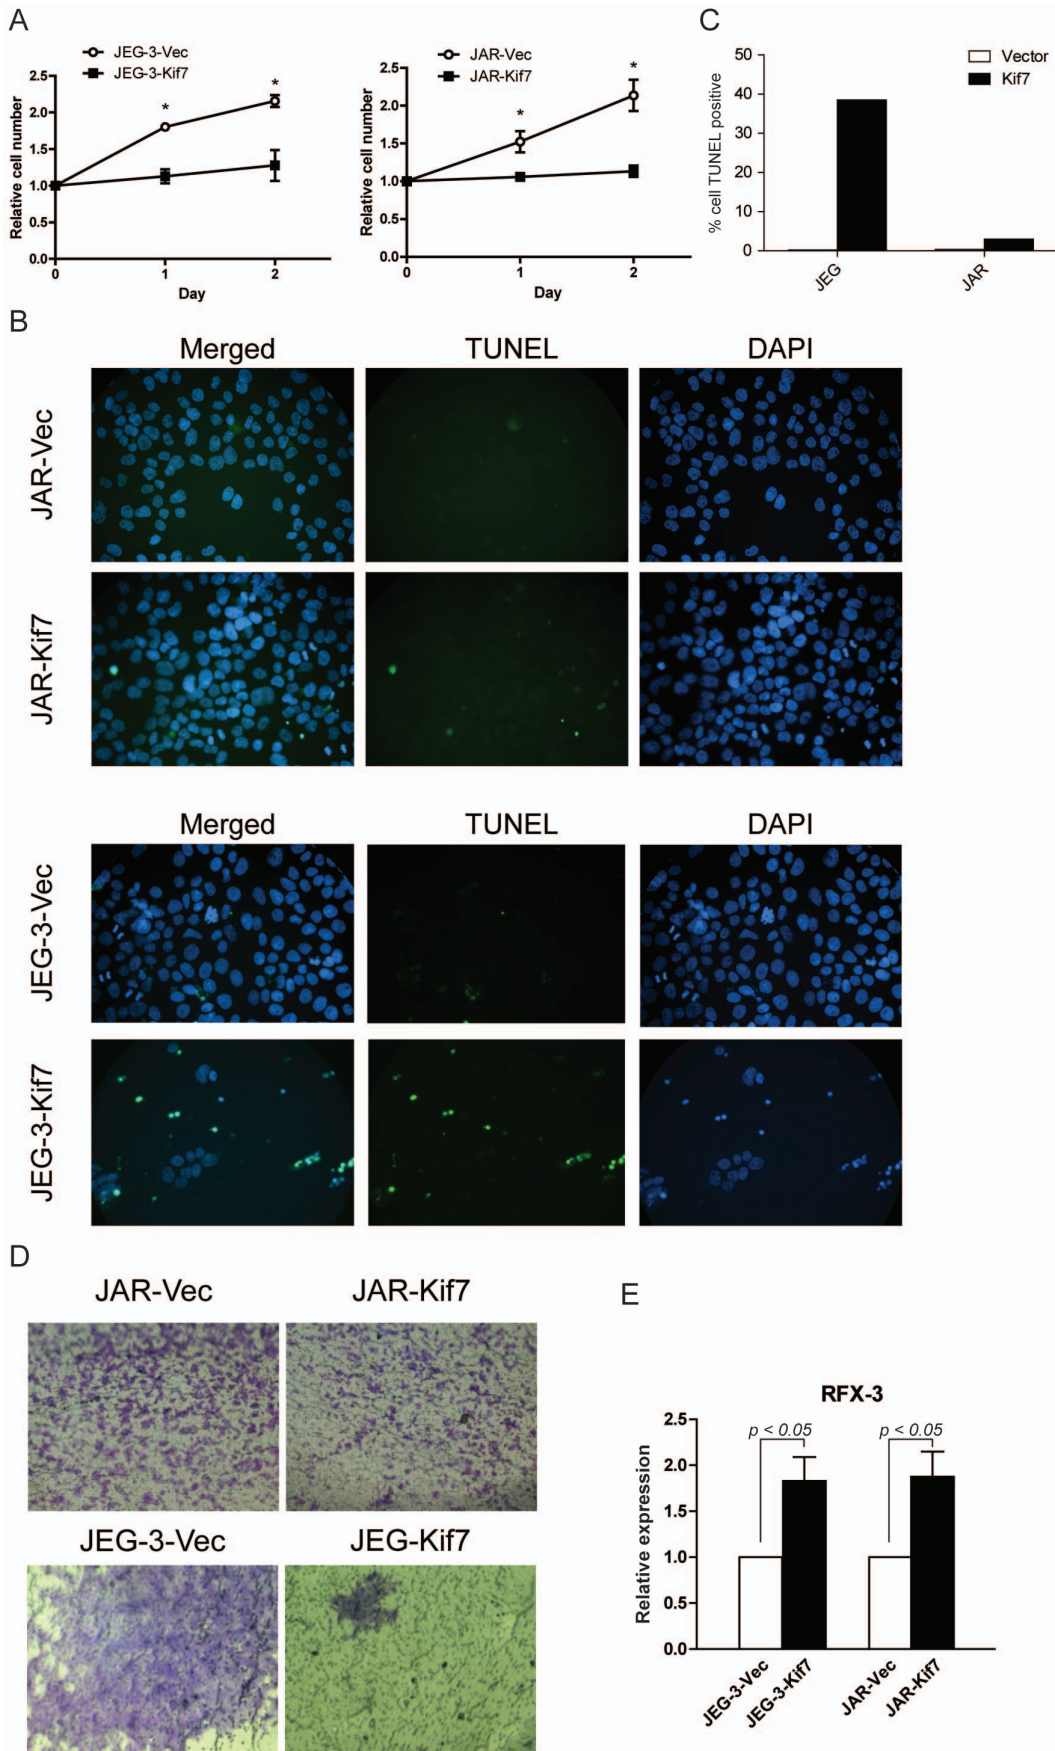 A
JEG-3-Vec
JEG-3-Kif7
Relative cell number
2.5
2.0
1.5
1.0
0.5
0.0
*
*
0
1
2
Day
JAR-Vec
JAR-Kif7
Relative cell number
2.5
2.0
1.5
1.0
0.5
0.0
*
*
0
1
2
Day
C
Vector
Kif7
% cell TUNEL positive
50
40
30
20
10
0
JEG
JAR
B
Merged
TUNEL
DAPI
JAR-Vec
JAR-Kif7
Merged
TUNEL
DAPI
JEG-3-Vec
JEG-3-Kif7
D
JAR-Vec
JAR-Kif7
JEG-3-Vec
JEG-Kif7
E
RFX-3
Relative expression
2.5
2.0
1.5
1.0
0.5
0.0
p < 0.05
p < 0.05
JEG-3-Vec
JEG-3-Kif7
JAR-Vec
JAR-Kif7